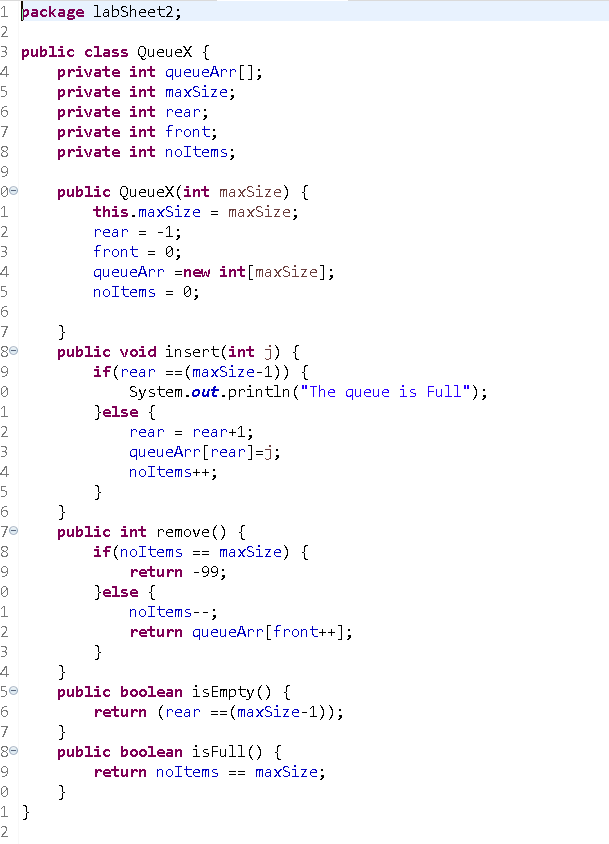 1 package labSheet2;
2
3 public class QueueX {
4     private int queueArr[];
5     private int maxSize;
6     private int rear;
7     private int front;
8     private int noItems;
9
0     public QueueX(int maxSize) {
1         this.maxSize = maxSize;
2         rear = -1;
3         front = 0;
4         queueArr =new int[maxSize];
5         noItems = 0;
6
7     }
8     public void insert(int j) {
9         if(rear ==(maxSize-1)) {
0             System.out.println("The queue is Full");
1         }else {
2             rear = rear+1;
3             queueArr[rear]=j;
4             noItems++;
5         }
6     }
7     public int remove() {
8         if(noItems == maxSize) {
9             return -99;
0         }else {
1             noItems--;
2             return queueArr[front++];
3         }
4     }
5     public boolean isEmpty() {
6         return (rear ==(maxSize-1));
7     }
8     public boolean isFull() {
9         return noItems == maxSize;
0     }
1 }
2